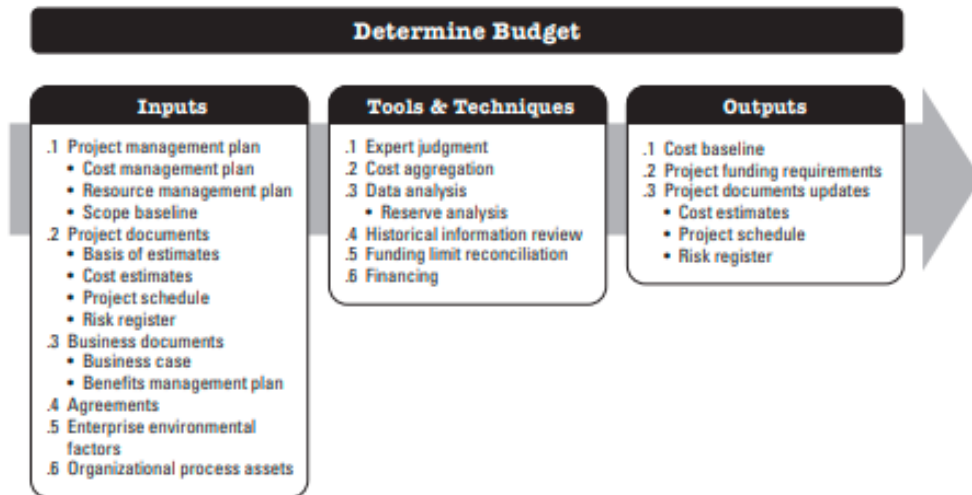 Determine Budget
Inputs
.1 Project management plan
• Cost management plan
• Resource management plan
• Scope baseline
.2 Project documents
• Basis of estimates
• Cost estimates
• Project schedule
• Risk register
.3 Business documents
• Business case
• Benefits management plan
.4 Agreements
.5 Enterprise environmental
factors
.6 Organizational process assets
Tools & Techniques
.1 Expert judgment
.2 Cost aggregation
.3 Data analysis
• Reserve analysis
.4 Historical information review
.5 Funding limit reconciliation
.6 Financing
Outputs
.1 Cost baseline
.2 Project funding requirements
.3 Project documents updates
• Cost estimates
• Project schedule
• Risk register